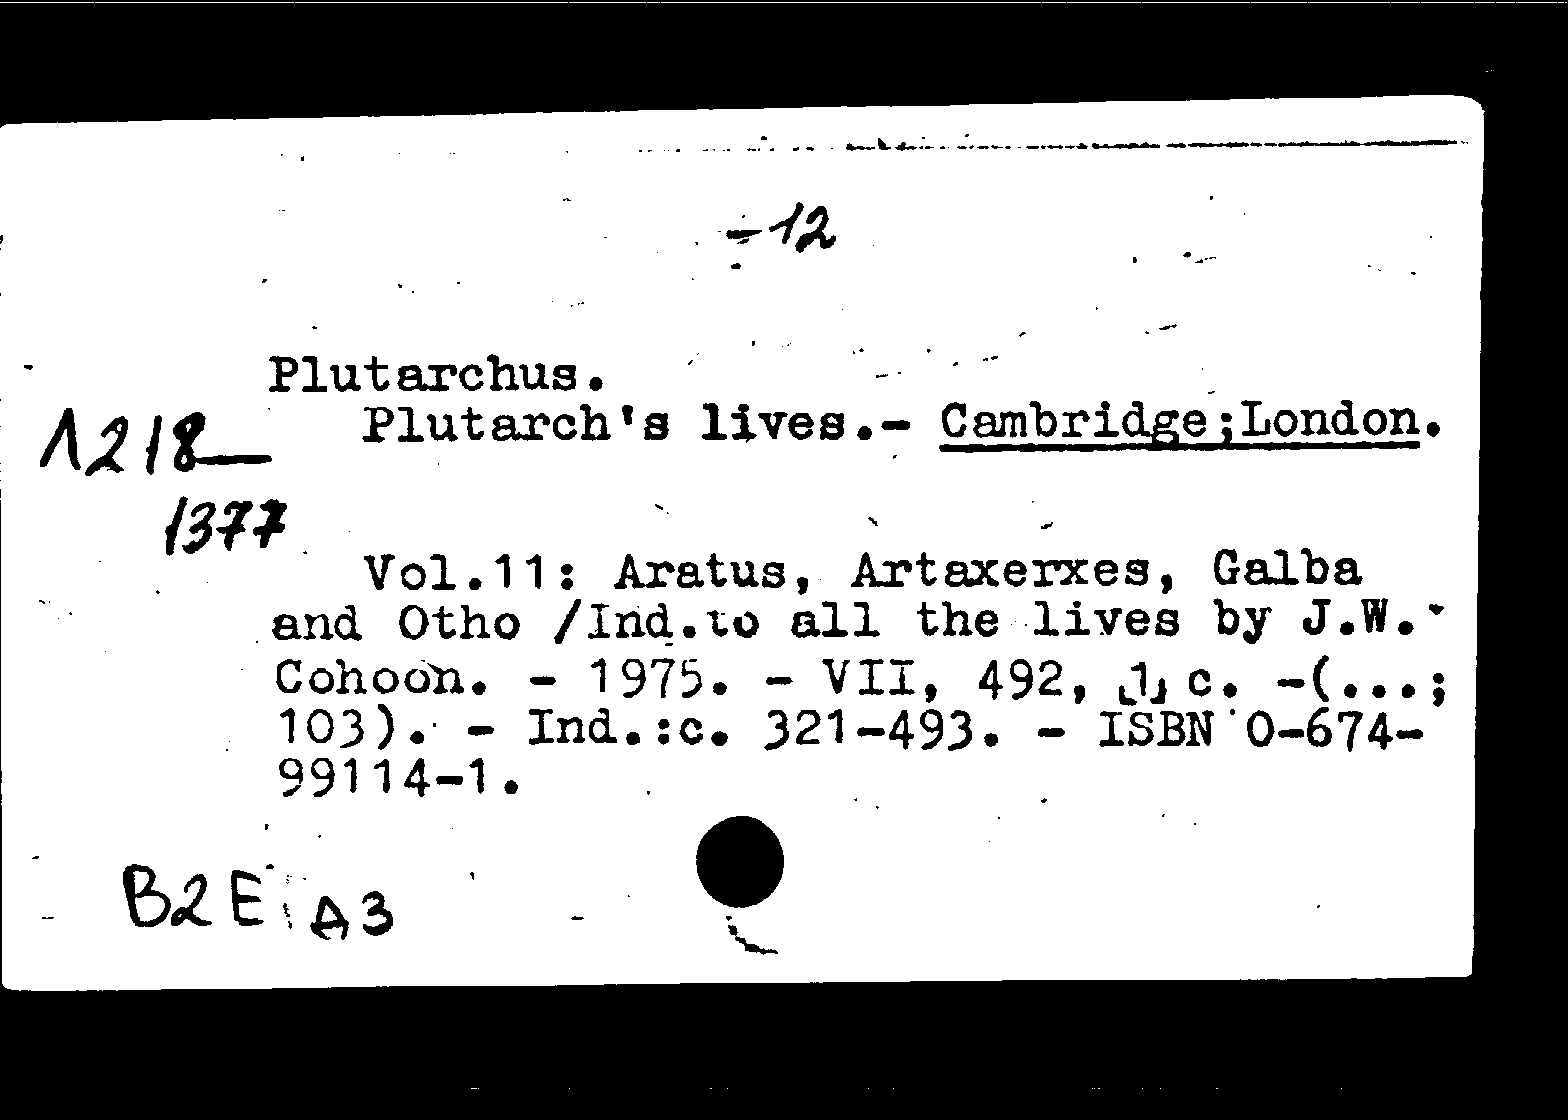 -12
Plutarchus.
Л218 Plutarch's lives.- Cambridge;London.
1377
Vol.11: Aratus, Artaxerxes, Galba
and Otho /Ind.to all the lives by J.W.
Cohoon. - 1975. - VII, 492, [1] c. -(...;
103). - Ind.:c. 321-493. - ISBN 0-674-
99114-1.
B2E A3